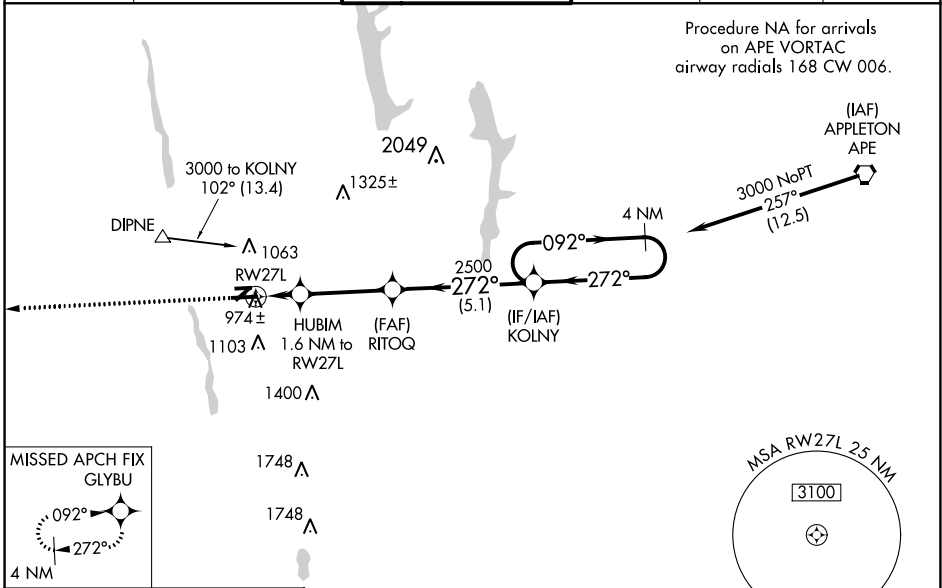 Procedure NA for arrivals
on APE VORTAC
airway radials 168 CW 006.
(IAF)
APPLETON
APE
3000 NoPT
257°
(12.5)
2049
1325±
3000 to KOLNY
102° (13.4)
DIPNE
1063
4 NM
092°
272°
RW27L
2500
272°
(5.1)
974±
HUBIM
1.6 NM to
RW27L
(FAF)
RITOQ
(IF/IAF)
KOLNY
1103
1400
1748
1748
MISSED APCH FIX
GLYBU
092°
272°
4 NM
MSA RW27L 25 NM
3100